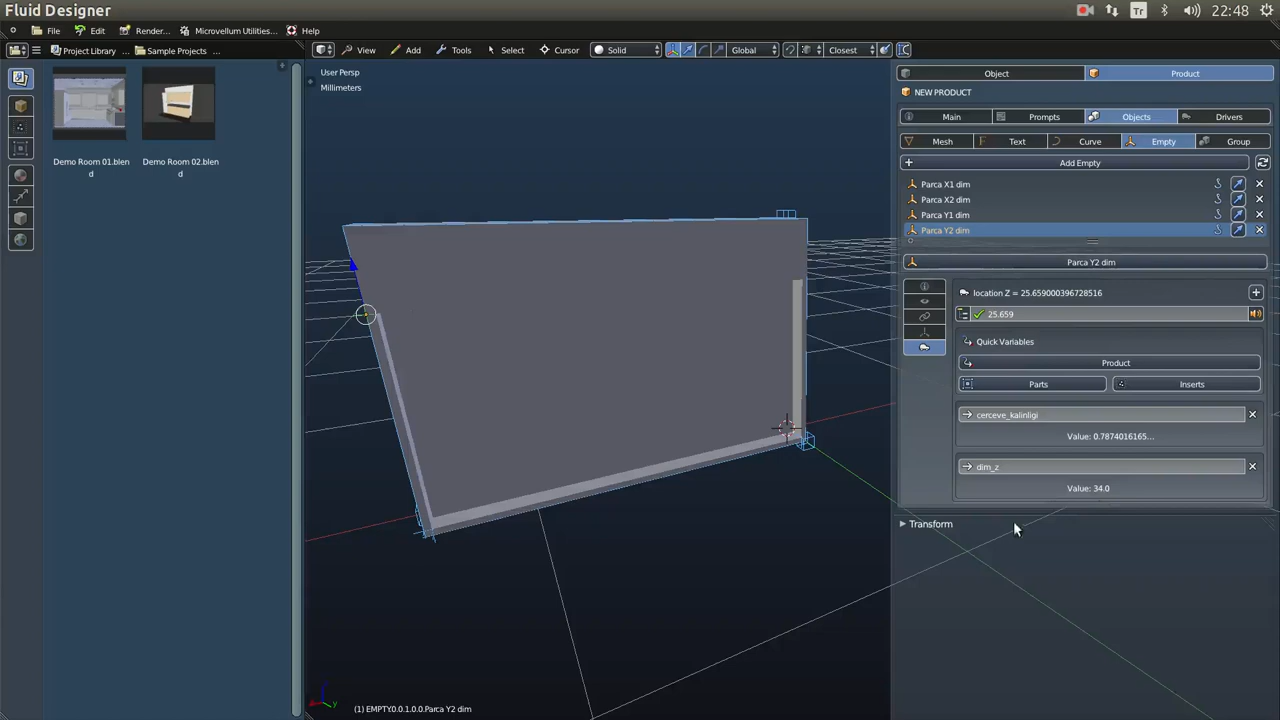 Fluid Designer
Tr
22:48
File
Edit
Render...
Microvellum Utilities...
Help
Project Library
Sample Projects
View
Add
Tools
Select
Cursor
Solid
Global
Closest
Object
Product
Demo Room 01.blen
d
Demo Room 02.blen
d
User Persp
Millimeters
NEW PRODUCT
Main
Prompts
Objects
Drivers
Mesh
Text
Curve
Empty
Group
Add Empty
Parca X1 dim
Parca X2 dim
Parca Y1 dim
Parca Y2 dim
Parca Y2 dim
location Z = 25.659000396728516
25.659
Quick Variables
Product
Parts
Inserts
cerceve_kalinligi
Value: 0.7874016165...
dim_z
Value: 34.0
Transform
(1) EMPTY.0.0.1.0.0.Parca Y2 dim